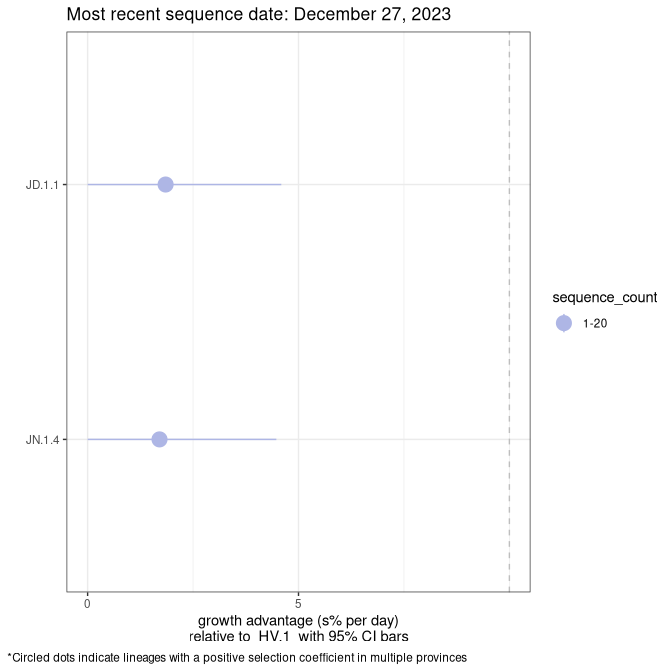 Most recent sequence date: December 27, 2023
JD.1.1
JN.1.4
sequence_count
1-20
0 5
growth advantage (s% per day)
relative to HV.1 with 95% CI bars
*Circled dots indicate lineages with a positive selection coefficient in multiple provinces